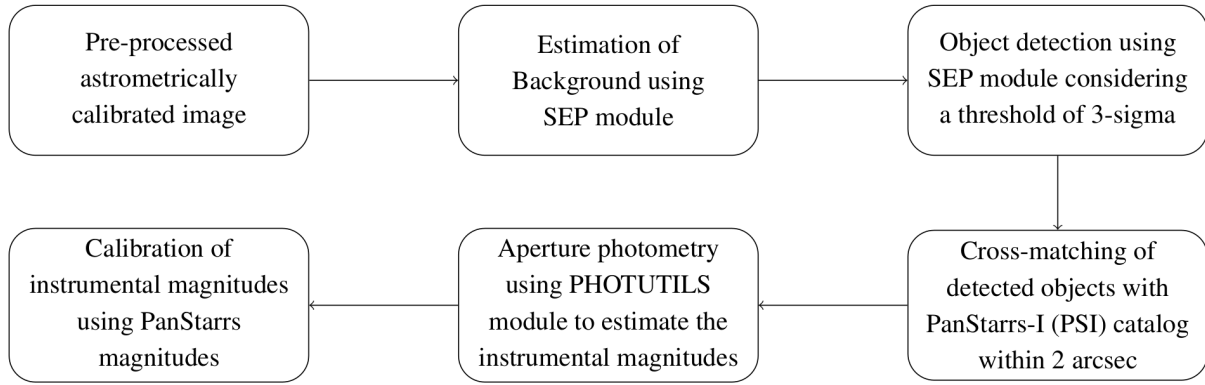 Pre-processed
astrometrically
calibrated image
Estimation of
Background using
SEP module
Object detection using
SEP module considering
a threshold of 3-sigma
Cross-matching of
detected objects with
PanStarrs-I (PSI) catalog
within 2 arcsec
Aperture photometry
using PHOTUTILS
module to estimate the
instrumental magnitudes
Calibration of
instrumental magnitudes
using PanStarrs
magnitudes